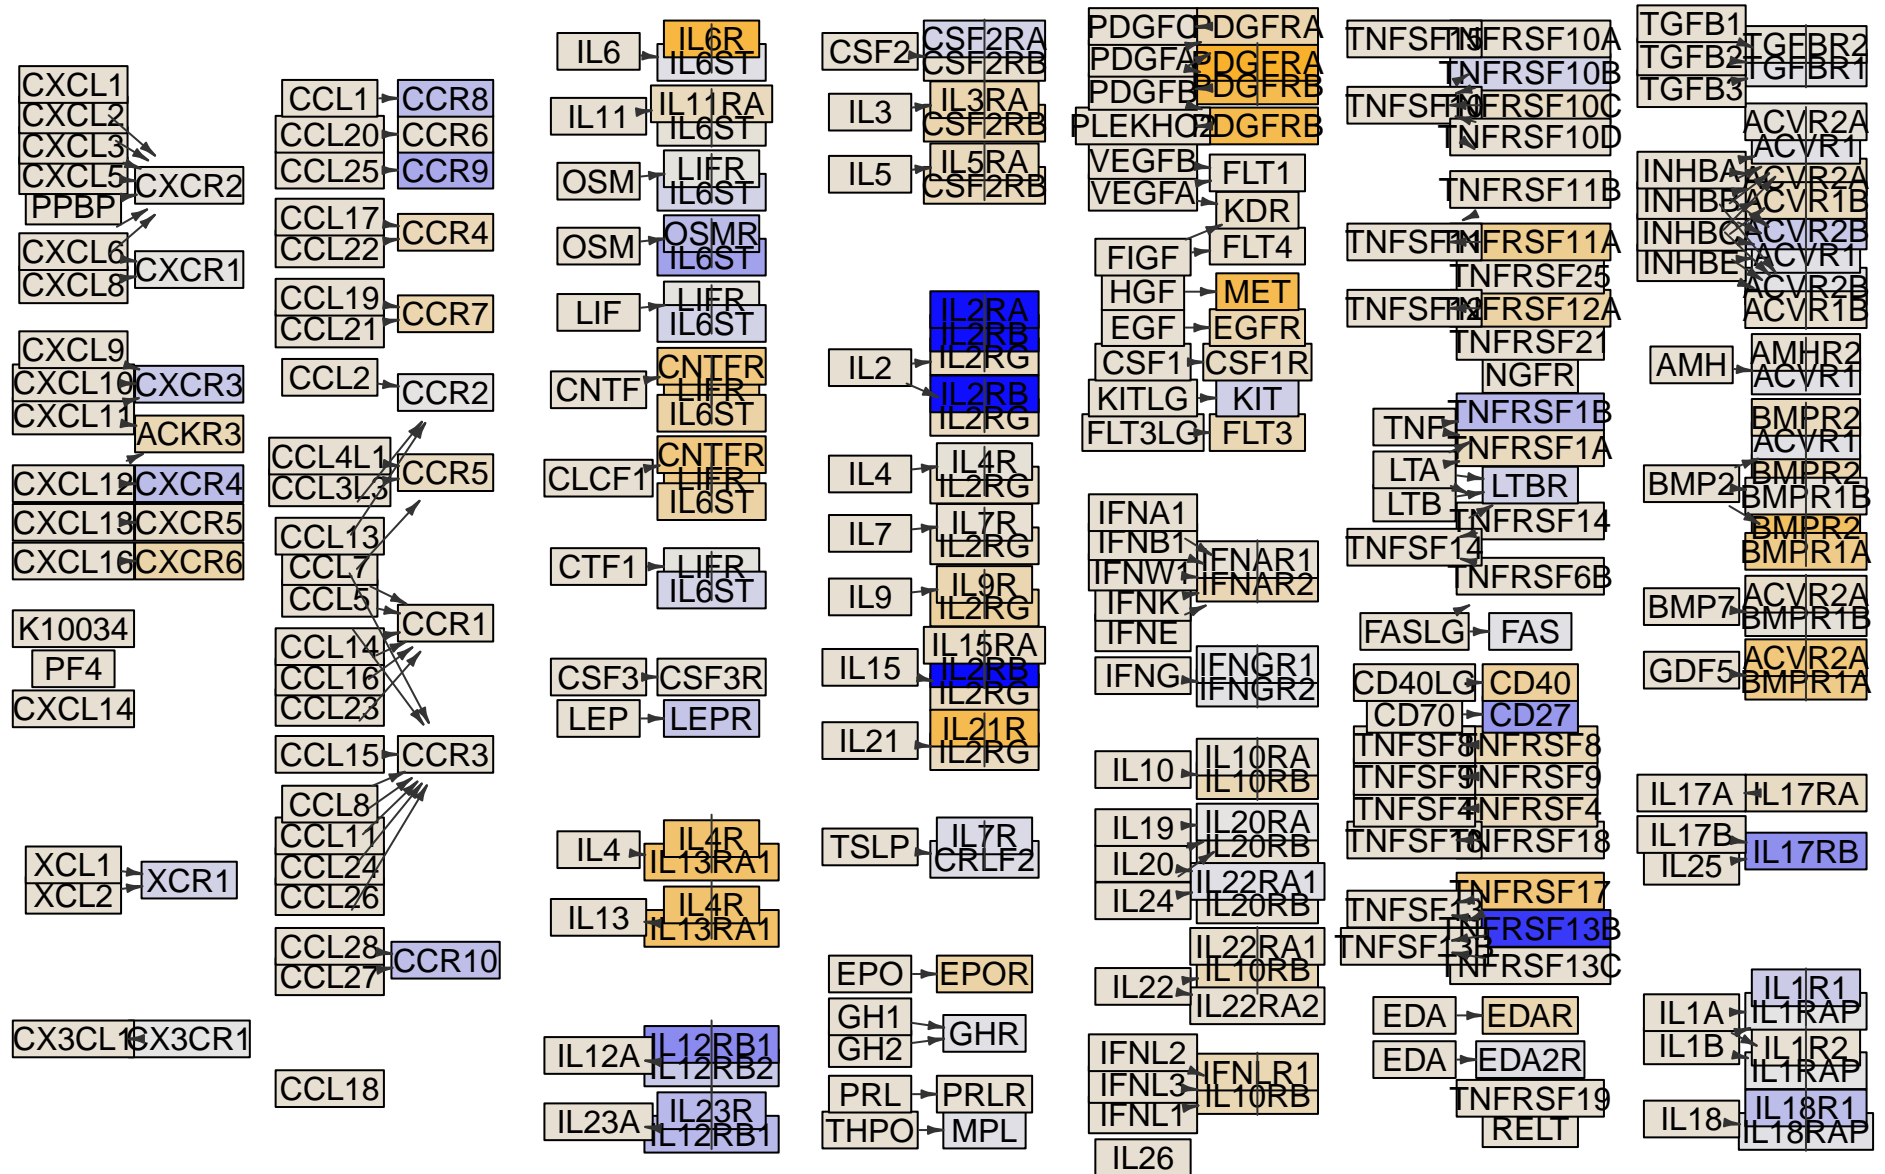 CXCL1
CXCL2
CXCL3
CXCL5
PPBP
CXCR2
CXCL6
CXCL8
CXCR1
CXCL9
CXCL10
CXCL11
CXCR3
ACKR3
CXCL12
CXCR4
CXCL13
CXCR5
CXCL16
CXCR6
K10034
PF4
CXCL14
XCL1
XCL2
XCR1
CX3CL1
CX3CR1
CCL1
CCR8
CCL20
CCR6
CCL25
CCR9
CCL17
CCL22
CCR4
CCL19
CCL21
CCR7
CCL2
CCR2
CCL4L1
CCL3L3
CCR5
CCL13
CCL7
CCL5
CCR1
CCL14
CCL16
CCL23
CCL15
CCR3
CCL8
CCL11
CCL24
CCL26
CCL28
CCL27
CCR10
CCL18
IL6
IL6R
IL6ST
IL11
IL11RA
IL6ST
OSM
LIFR
IL6ST
OSM
OSMR
IL6ST
LIF
LIFR
IL6ST
CNTF
CNTFR
LIFR
IL6ST
CLCF1
CNTFR
LIFR
IL6ST
CTF1
LIFR
IL6ST
CSF3
CSF3R
LEP
LEPR
IL4
IL4R
IL13RA1
IL13
IL4R
IL13RA1
IL12A
IL12RB1
IL12RB2
IL23A
IL23R
IL12RB1
CSF2
CSF2RA
CSF2RB
IL3
IL3RA
CSF2RB
IL5
IL5RA
CSF2RB
IL2
IL2RA
IL2RB
IL2RG
IL2RB
IL2RG
IL4
IL4R
IL2RG
IL7
IL7R
IL2RG
IL9
IL9R
IL2RG
IL15
IL15RA
IL2RB
IL2RG
IL21
IL21R
IL2RG
TSLP
IL7R
CRLF2
EPO
EPOR
GH1
GH2
GHR
PRL
PRLR
THPO
MPL
PDGFC
PDGFRA
PDGFA
PDGFRA
PDGFB
PDGFRB
PLEKHO2
PDGFRB
VEGFB
VEGFA
FLT1
KDR
FIGF
FLT4
HGF
MET
EGF
EGFR
CSF1
CSF1R
KITLG
KIT
FLT3LG
FLT3
IFNA1
IFNB1
IFNW1
IFNK
IFNE
IFNAR1
IFNAR2
IFNG
IFNGR1
IFNGR2
IL10
IL10RA
IL10RB
IL19
IL20RA
IL20RB
IL20
IL24
IL22RA1
IL20RB
IL22
IL22RA1
IL10RB
IL22RA2
IFNL2
IFNL3
IFNL1
IFNLR1
IL10RB
IL26
TNFRSF10A
TNFRSF10B
TNFSF10
TNFRSF10C
TNFRSF10D
TNFRSF11B
TNFSF11
TNFRSF11A
TNFRSF25
TNFSF12
TNFRSF12A
TNFRSF21
NGFR
TNF
TNFRSF1B
TNFRSF1A
LTA
LTB
LTBR
TNFRSF14
TNFSF14
TNFRSF6B
FASLG
FAS
CD40LG
CD40
CD70
CD27
TNFSF8
TNFRSF8
TNFSF9
TNFRSF9
TNFSF4
TNFRSF4
TNFSF18
TNFRSF18
TNFRSF17
TNFSF13
TNFRSF13B
TNFSF13B
TNFRSF13C
EDA
EDAR
EDA
EDA2R
TNFRSF19
RELT
TGFB1
TGFB2
TGFB3
TGFBR2
TGFBR1
ACVR2A
ACVR1
INHBA
INHBB
INHBC
INHBE
ACVR2A
ACVR1B
ACVR2B
ACVR1
ACVR2B
ACVR1B
AMH
AMHR2
ACVR1
BMP2
BMPR2
ACVR1
BMPR2
BMPR1B
BMPR2
BMPR1A
BMP7
ACVR2A
BMPR1B
GDF5
ACVR2A
BMPR1A
IL17A
IL17RA
IL17B
IL25
IL17RB
IL1A
IL1B
IL1R1
IL1RAP
IL1R2
IL1RAP
IL18
IL18R1
IL18RAP